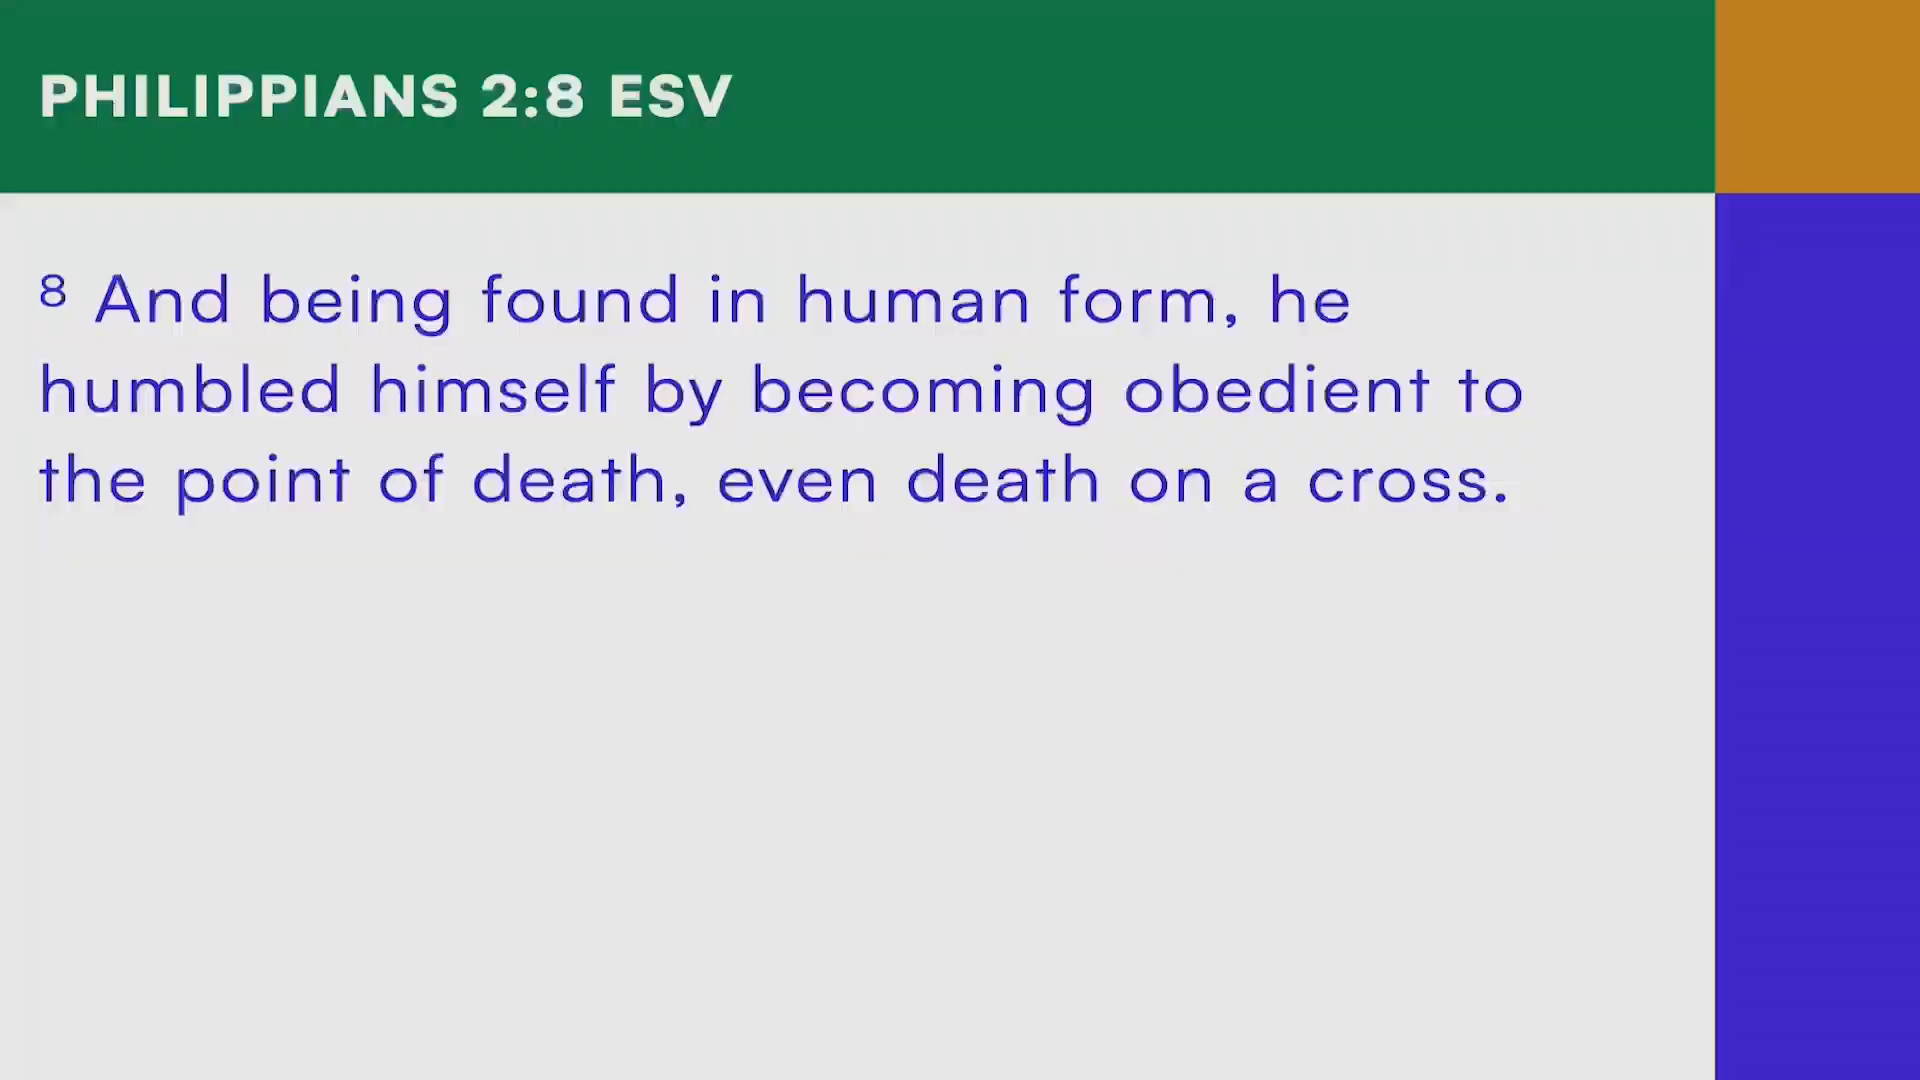 PHILIPPIANS 2:8 ESV
⁸ And being found in human form, he
humbled himself by becoming obedient to
the point of death, even death on a cross.